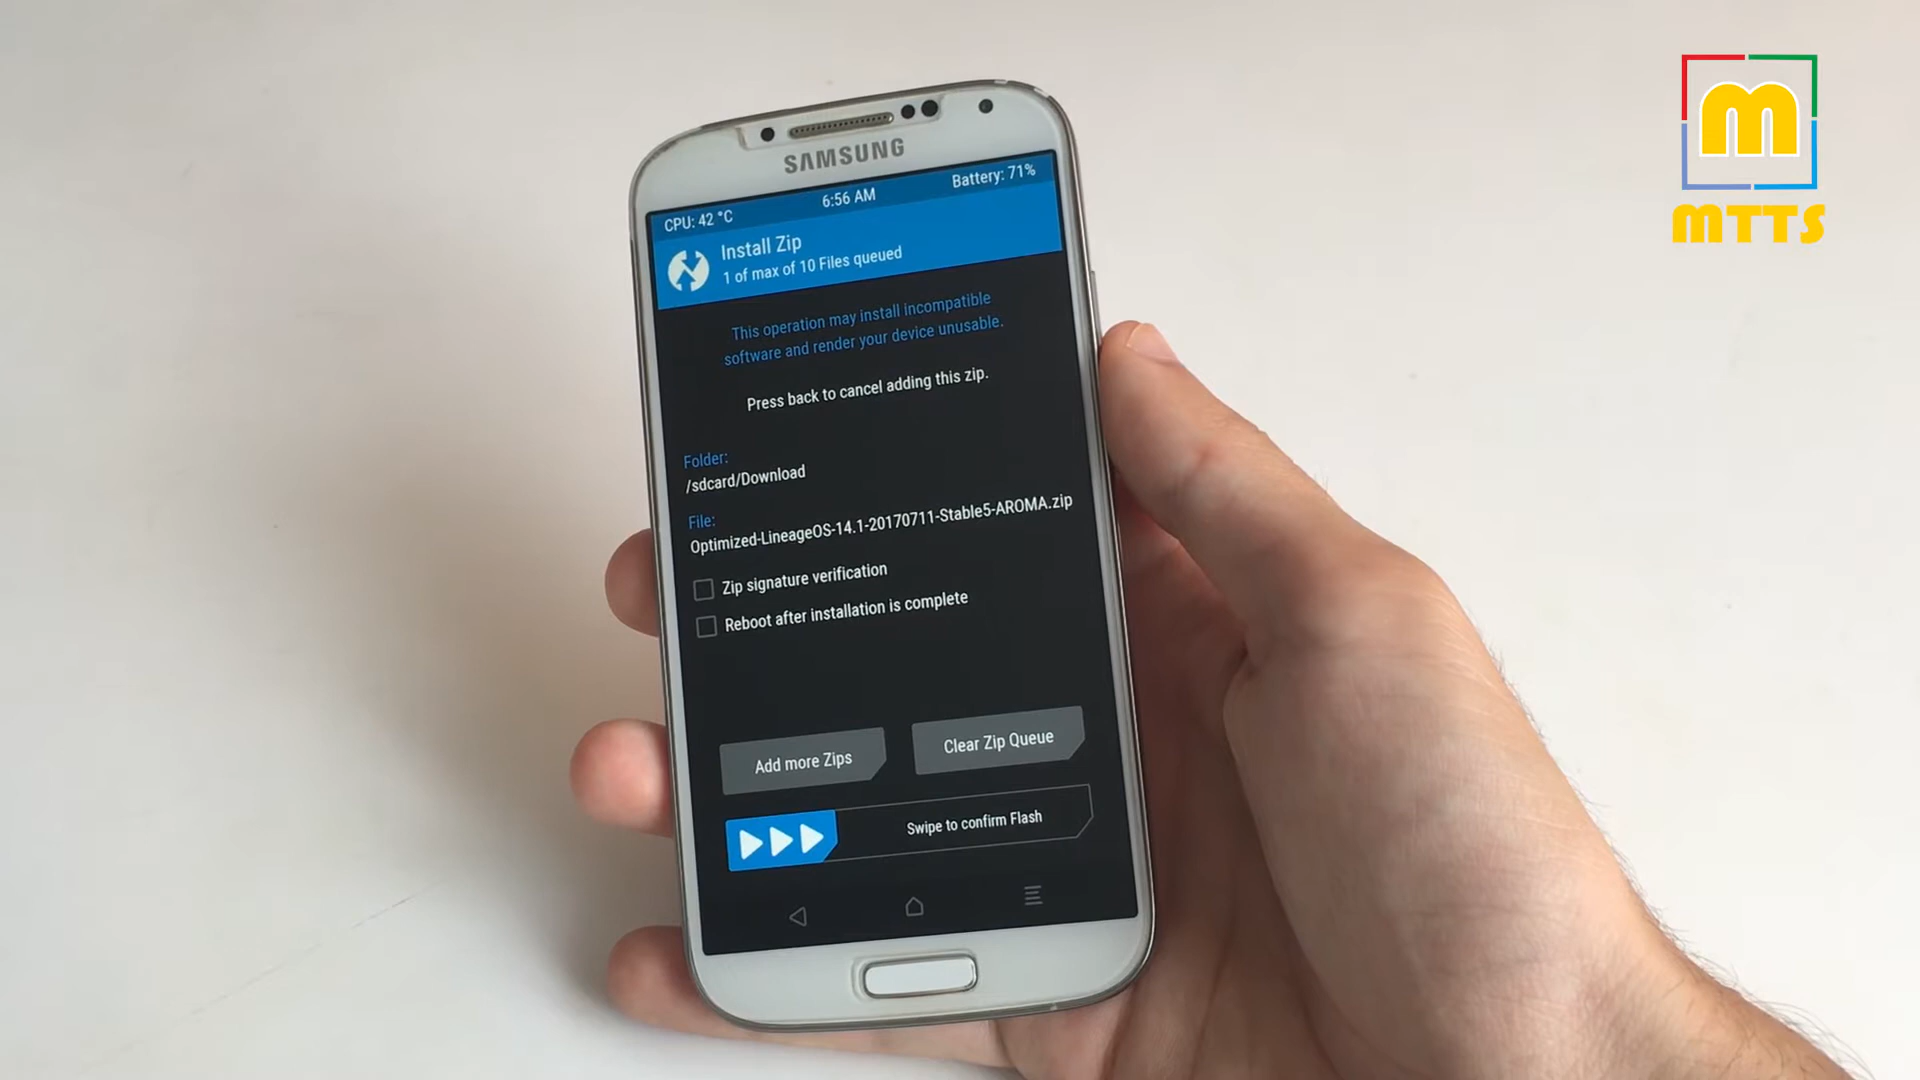 M
MTTS
SAMSUNG
CPU: 42 °C
6:56 AM
Battery: 71%
Install Zip
1 of max of 10 Files queued
This operation may install incompatible
software and render your device unusable.
Press back to cancel adding this zip.
Folder:
/sdcard/Download
File:
Optimized-LineageOS-14.1-20170711-Stable5-AROMA.zip
Zip signature verification
Reboot after installation is complete
Add more Zips
Clear Zip Queue
Swipe to confirm Flash